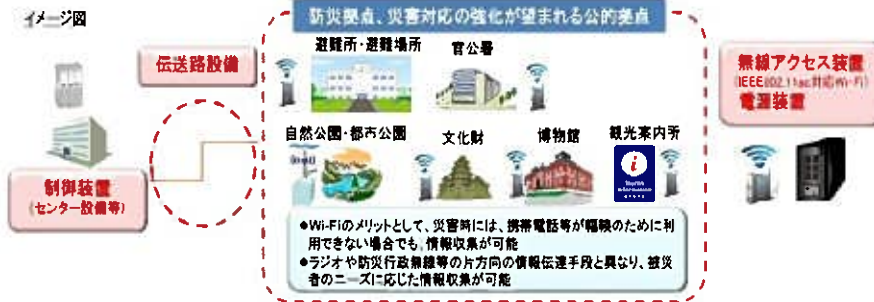 イメージ図
防災拠点、災害対応の強化が望まれる公的拠点
伝送路設備
避難所・避難場所
官公署
無線アクセス装置
(IEEE802.11ac対応Wi-Fi)
電源装置
自然公園・都市公園
文化財
博物館
観光案内所
i
制御装置
(センター設備等)
●Wi-Fiのメリットとして、災害時には、携帯電話等が輻輳のために利
用できない場合でも、情報収集が可能
●ラジオや防災行政無線等の片方向の情報伝達手段と異なり、被災
者のニーズに応じた情報収集が可能